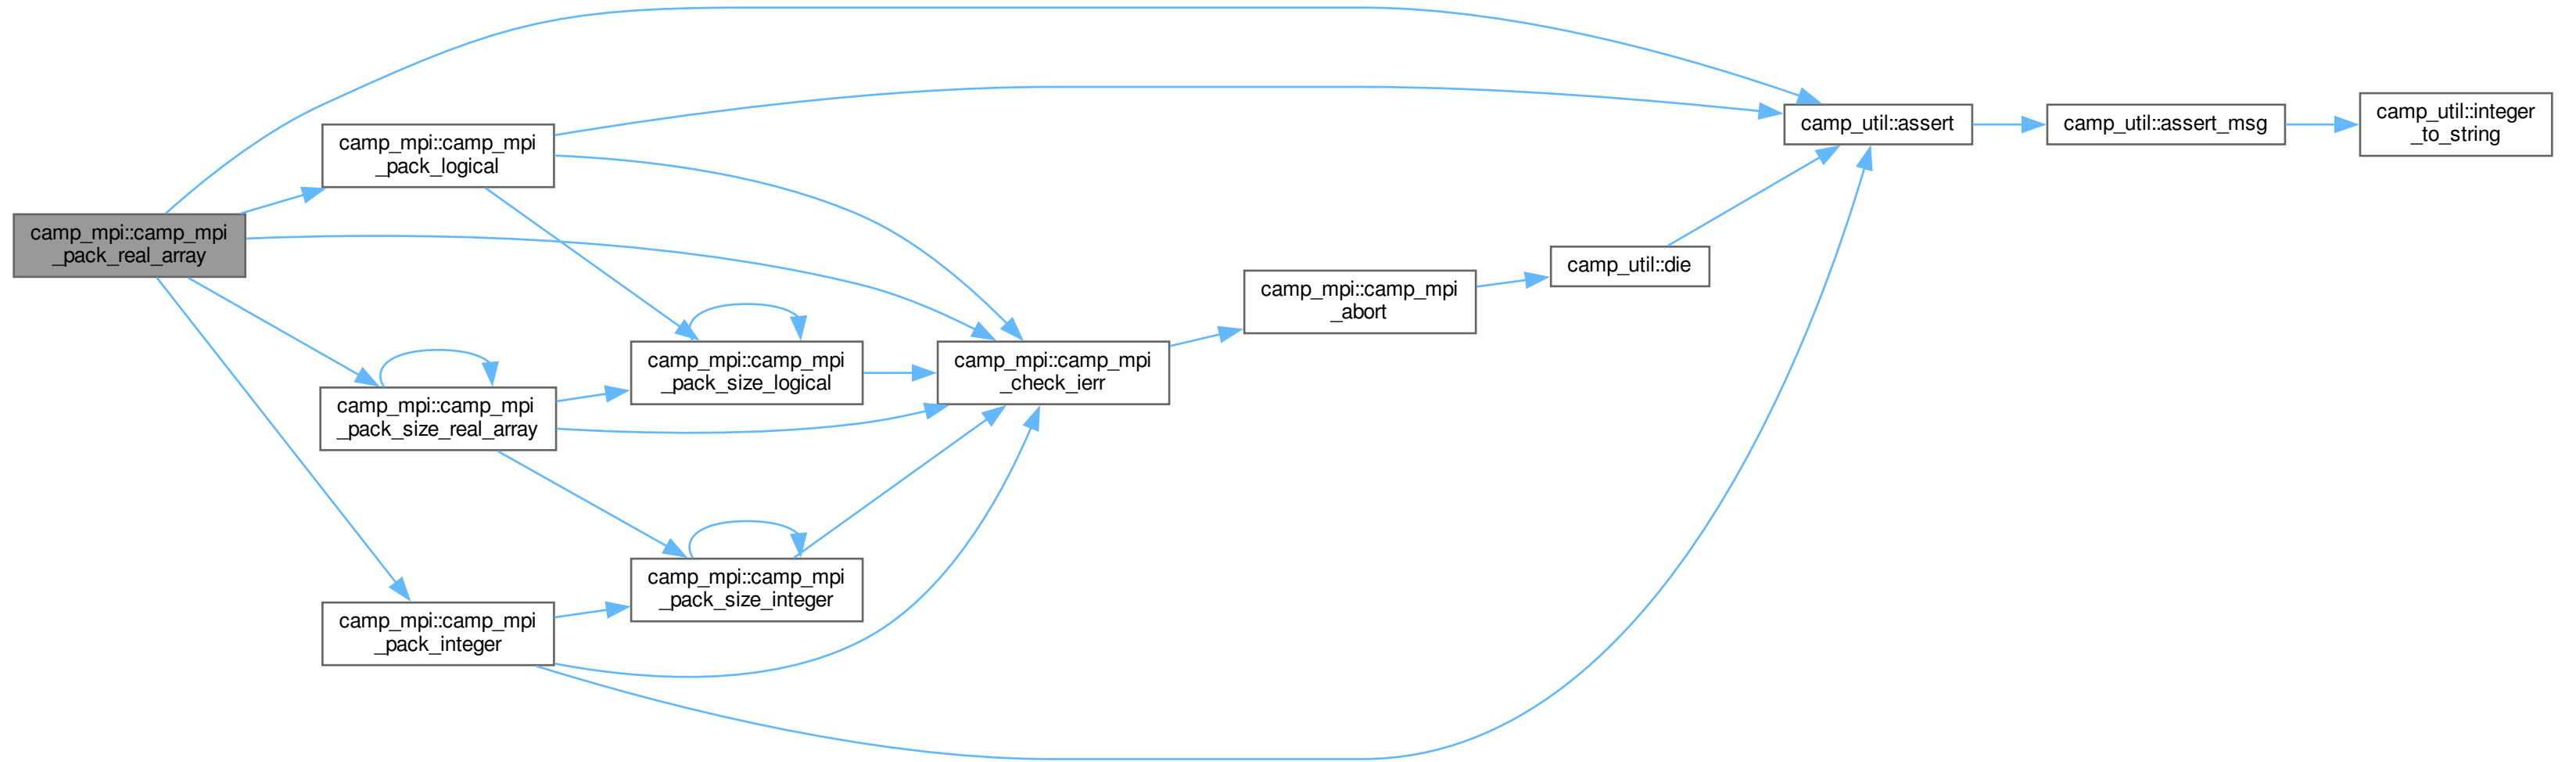 camp_mpi::camp_mpi
_pack_real_array
camp_mpi::camp_mpi
_pack_logical
camp_mpi::camp_mpi
_pack_size_real_array
camp_mpi::camp_mpi
_pack_integer
camp_mpi::camp_mpi
_pack_size_logical
camp_mpi::camp_mpi
_pack_size_integer
camp_mpi::camp_mpi
_check_ierr
camp_mpi::camp_mpi
_abort
camp_util::die
camp_util::assert
camp_util::assert_msg
camp_util::integer
_to_string